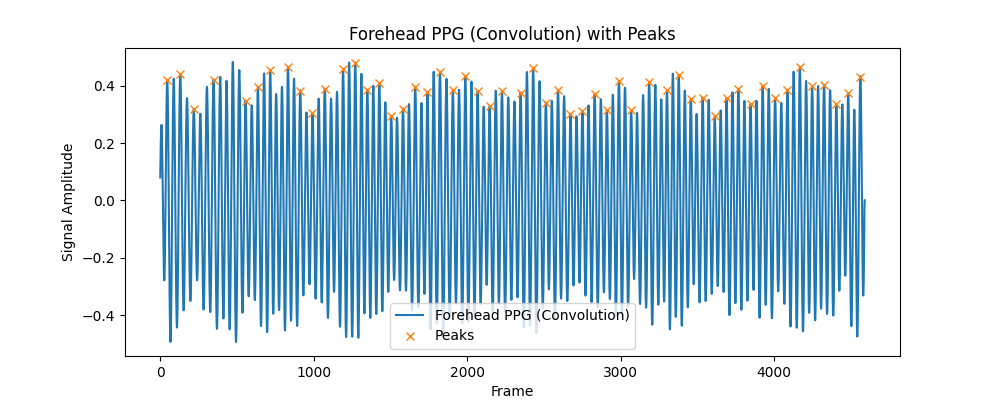 Forehead PPG (Convolution) with Peaks
Signal Amplitude
0.4
0.2
0.0
−0.2
−0.4
Forehead PPG (Convolution)
Peaks
0 1000 2000 3000 4000
Frame